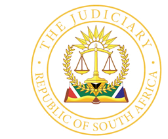 THE JUDICIARY
REPUBLIC OF SOUTH AFRICA